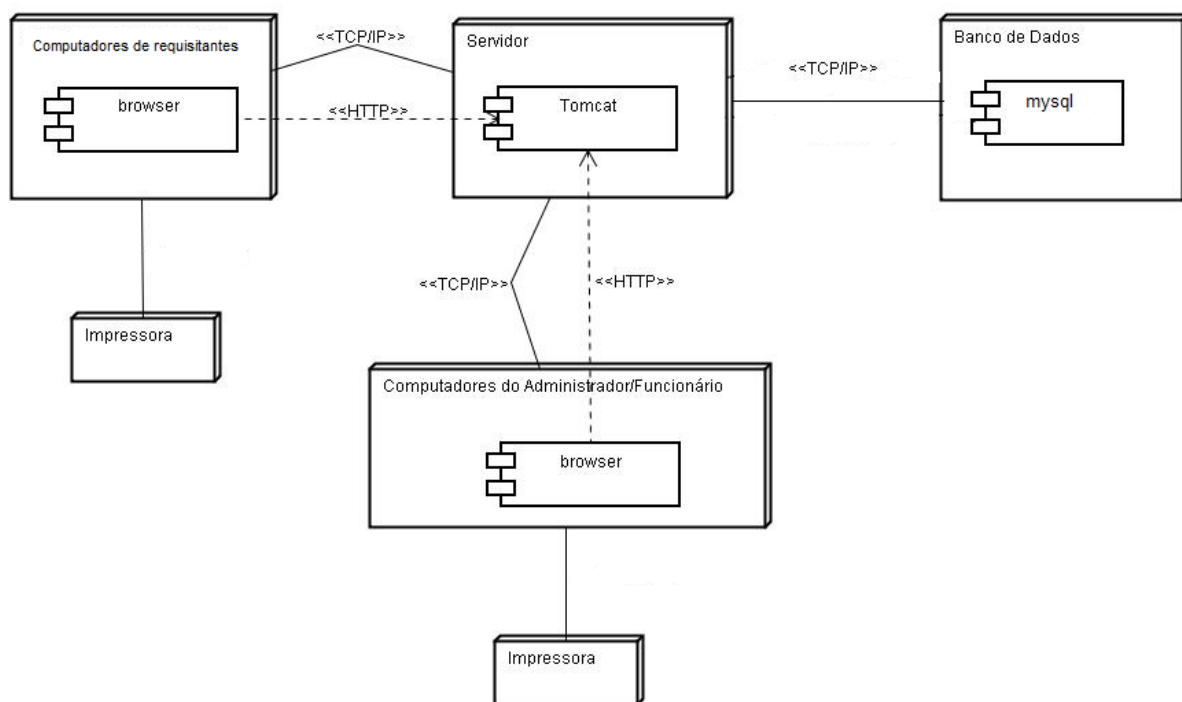 Computadores de requisitantes
browser
<<TCP/IP>>
<<HTTP>>
Servidor
Tomcat
<<TCP/IP>>
Banco de Dados
mysql
Impressora
<<TCP/IP>>
<<HTTP>>
Computadores do Administrador/Funcionário
browser
Impressora